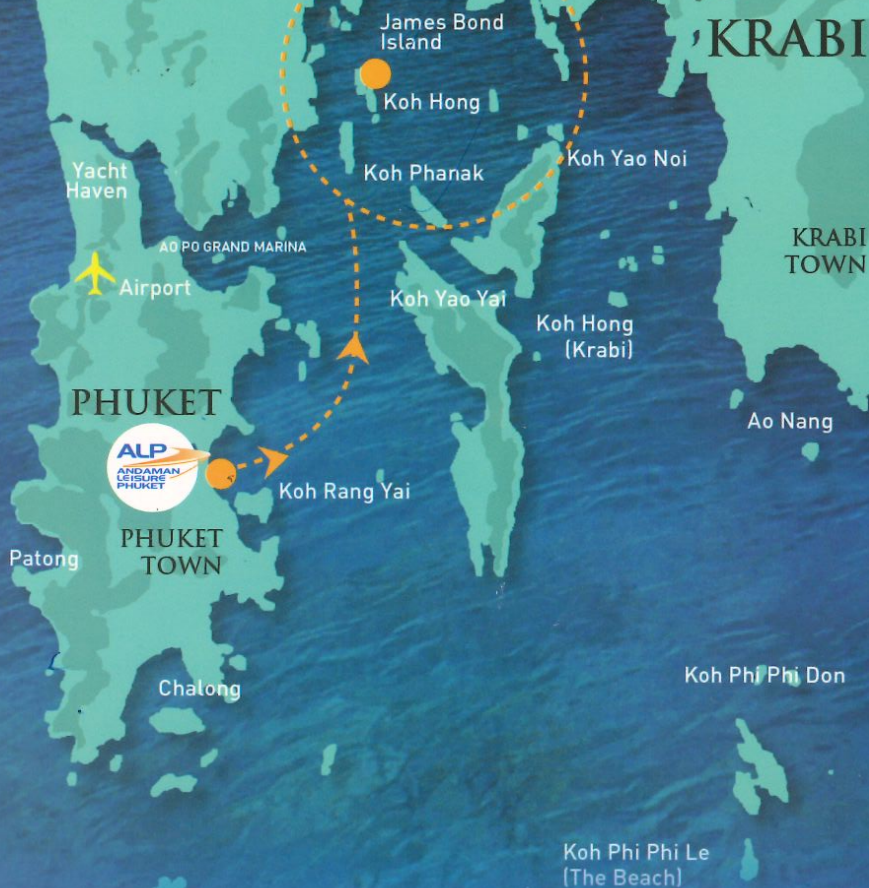 James Bond
Island
KRABI
Koh Hong
Koh Yao Noi
Yacht
Haven
Koh Phanak
AO PO GRAND MARINA
KRABI
TOWN
Airport
Koh Yao Yai
Koh Hong
(Krabi)
PHUKET
Ao Nang
ALP
ANDAMAN
LEISURE
PHUKET
Koh Rang Yai
PHUKET
TOWN
Patong
Koh Phi Phi Don
Chalong
Koh Phi Phi Le
(The Beach)